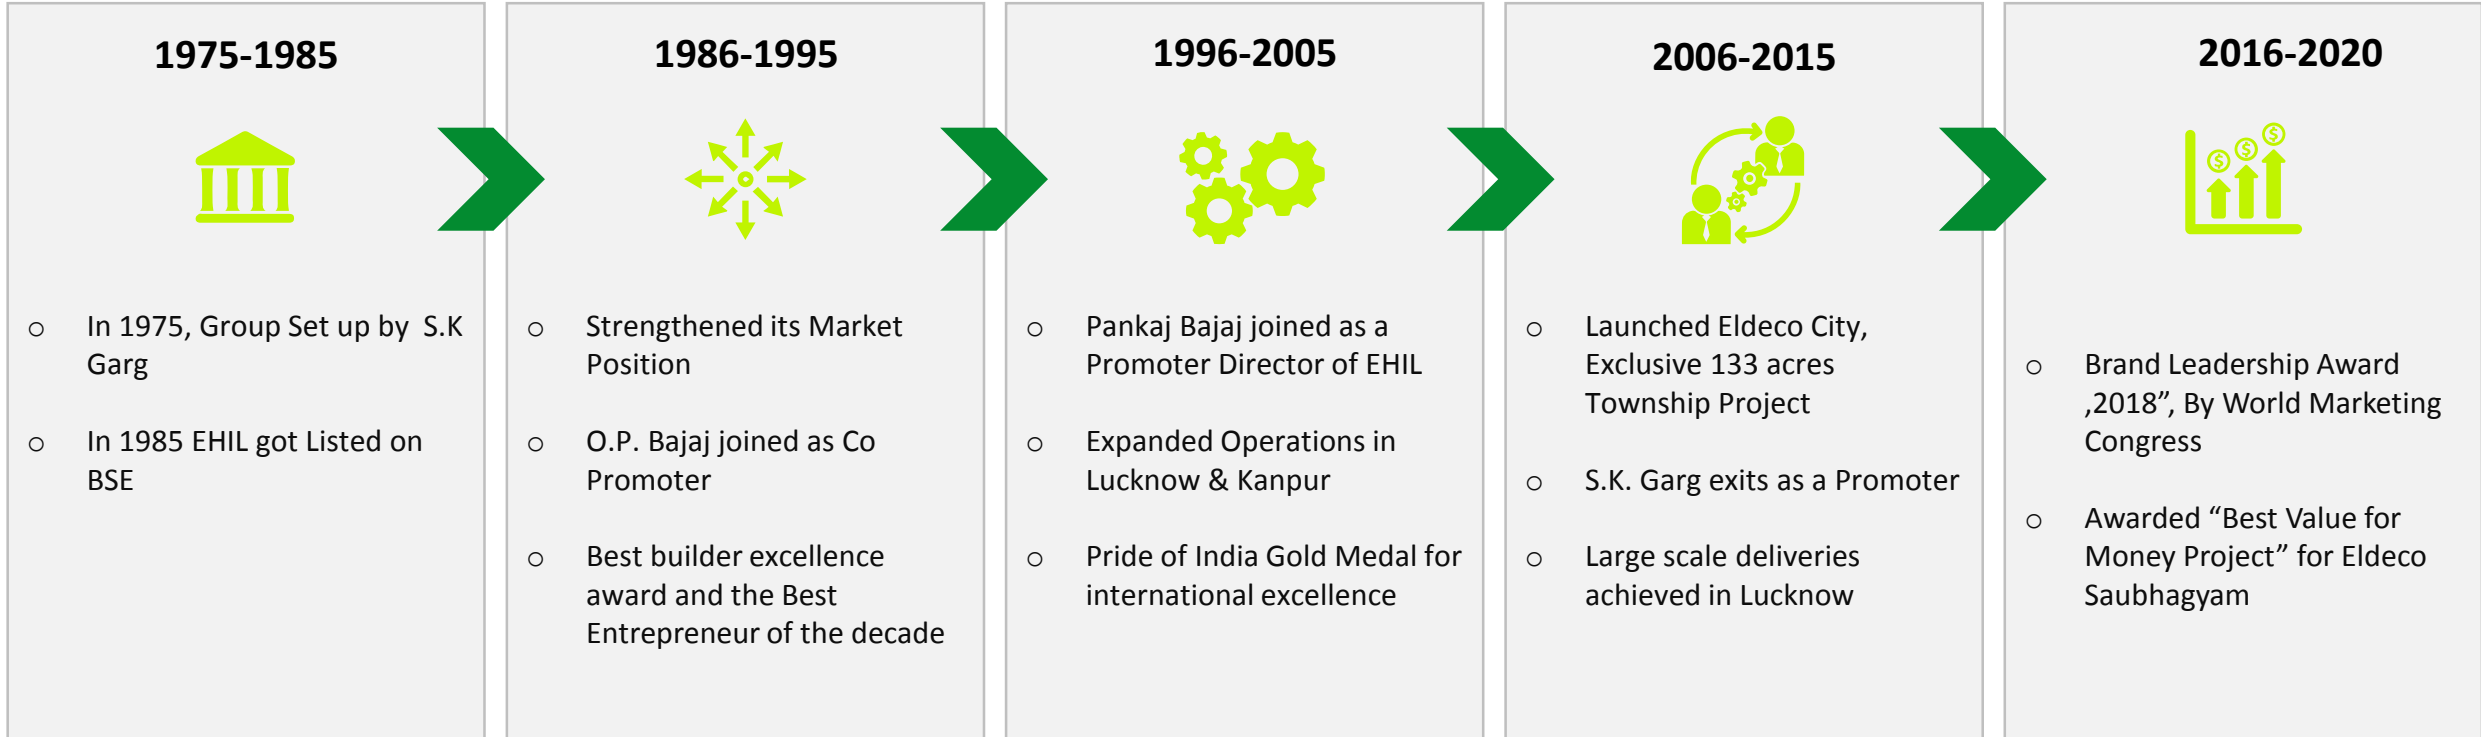 1975-1985
In 1975, Group Set up by  S.K
Garg
In 1985 EHIL got Listed on
BSE
1986-1995
Strengthened its Market
Position
O.P. Bajaj joined as Co
Promoter
Best builder excellence
award and the Best
Entrepreneur of the decade
1996-2005
Pankaj Bajaj joined as a
Promoter Director of EHIL
Expanded Operations in
Lucknow & Kanpur
Pride of India Gold Medal for
international excellence
2006-2015
Launched Eldeco City,
Exclusive 133 acres
Township Project
S.K. Garg exits as a Promoter
Large scale deliveries
achieved in Lucknow
2016-2020
$ $ $
Brand Leadership Award
,2018”, By World Marketing
Congress
Awarded “Best Value for
Money Project” for Eldeco
Saubhagyam